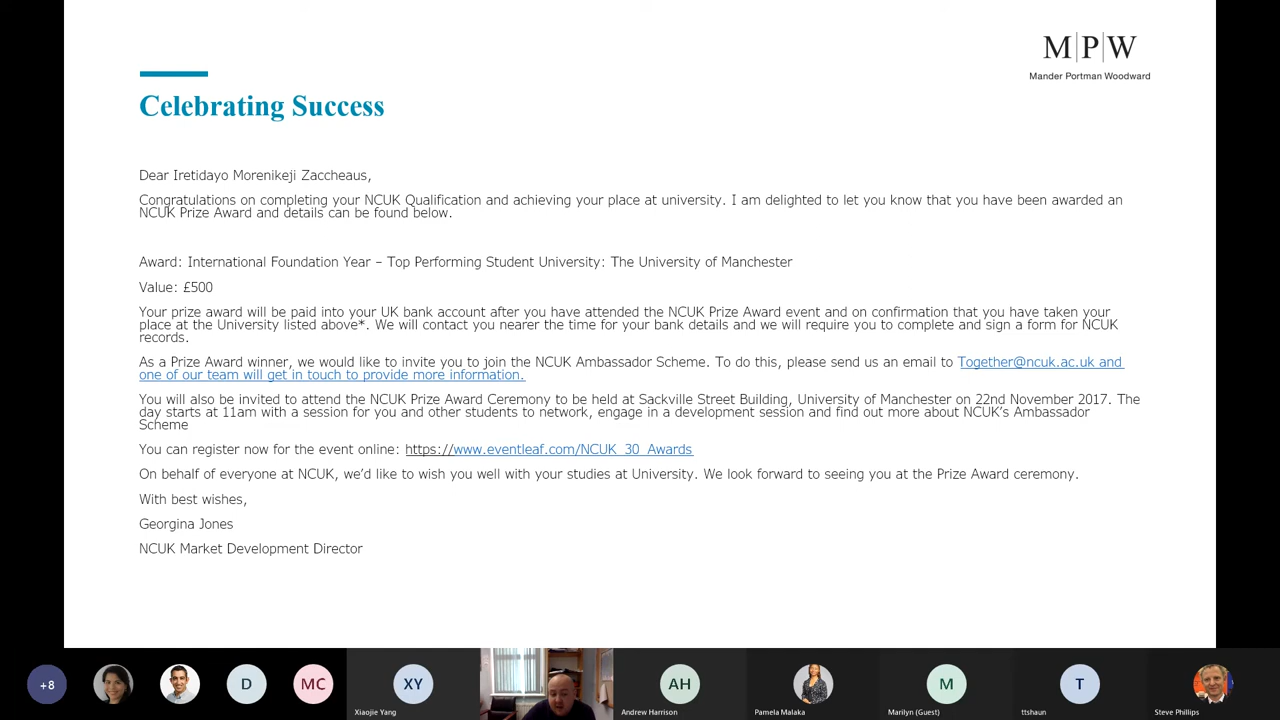 M|P|W
Mander Portman Woodward
Celebrating Success
Dear Iretidayo Morenikeji Zaccheaus,
Congratulations on completing your NCUK Qualification and achieving your place at university. I am delighted to let you know that you have been awarded an
NCUK Prize Award and details can be found below.
Award: International Foundation Year – Top Performing Student University: The University of Manchester
Value: £500
Your prize award will be paid into your UK bank account after you have attended the NCUK Prize Award event and on confirmation that you have taken your
place at the University listed above*. We will contact you nearer the time for your bank details and we will require you to complete and sign a form for NCUK
records.
As a Prize Award winner, we would like to invite you to join the NCUK Ambassador Scheme. To do this, please send us an email to Together@ncuk.ac.uk and
one of our team will get in touch to provide more information.
You will also be invited to attend the NCUK Prize Award Ceremony to be held at Sackville Street Building, University of Manchester on 22nd November 2017. The
day starts at 11am with a session for you and other students to network, engage in a development session and find out more about NCUK's Ambassador
Scheme
You can register now for the event online: https://www.eventleaf.com/NCUK_30_Awards
On behalf of everyone at NCUK, we'd like to wish you well with your studies at University. We look forward to seeing you at the Prize Award ceremony.
With best wishes,
Georgina Jones
NCUK Market Development Director
+8
D
MC
XY
Xiaojie Yang
AH
Andrew Harrison
Pamela Malaka
M
Marilyn (Guest)
T
ttshaun
Steve Phillips